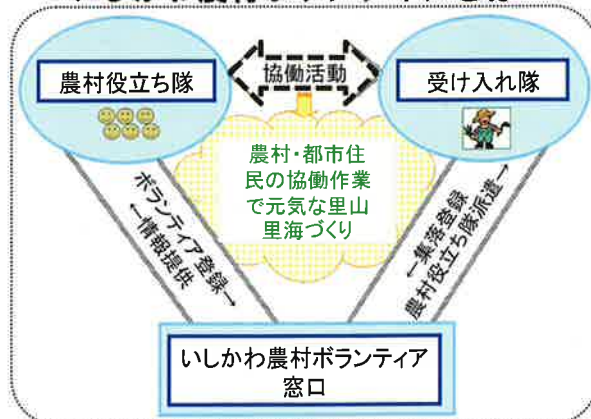 農村役立ち隊
協働活動
受け入れ隊
農村・都市住
民の協働作業
で元気な里山
里海づくり
ボランティア登録→
←情報提供
←集落登録
農村役立ち隊派遣→
いしかわ農村ボランティア
窓口